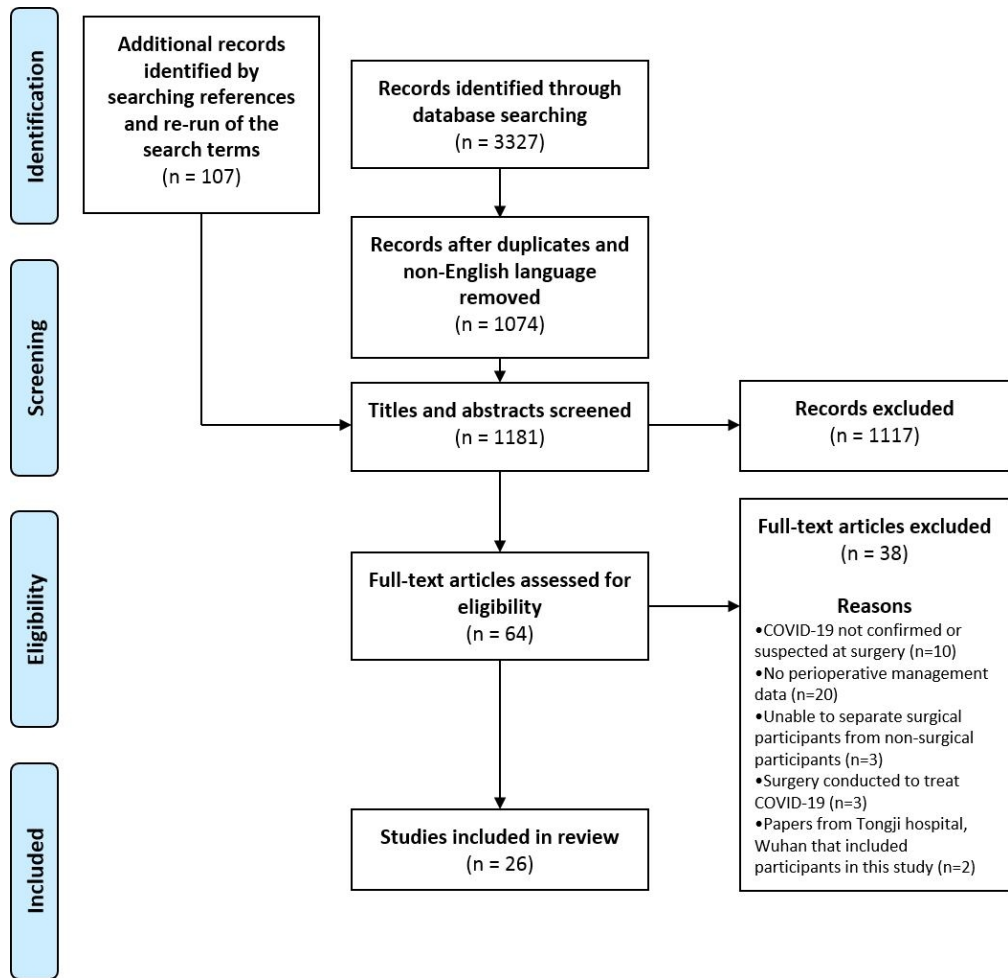 Identification
Additional records
identified by
searching references
and re-run of the
search terms
(n = 107)
Records identified through
database searching
(n = 3327)
Records after duplicates and
non-English language
removed
(n = 1074)
Screening
Titles and abstracts screened
(n = 1181)
Records excluded
(n = 1117)
Eligibility
Full-text articles assessed for
eligibility
(n = 64)
Full-text articles excluded
(n = 38)
Reasons
•COVID-19 not confirmed or
suspected at surgery (n=10)
•No perioperative management
data (n=20)
•Unable to separate surgical
participants from non-surgical
participants (n=3)
•Surgery conducted to treat
COVID-19 (n=3)
•Papers from Tongji hospital,
Wuhan that included
participants in this study (n=2)
Included
Studies included in review
(n = 26)